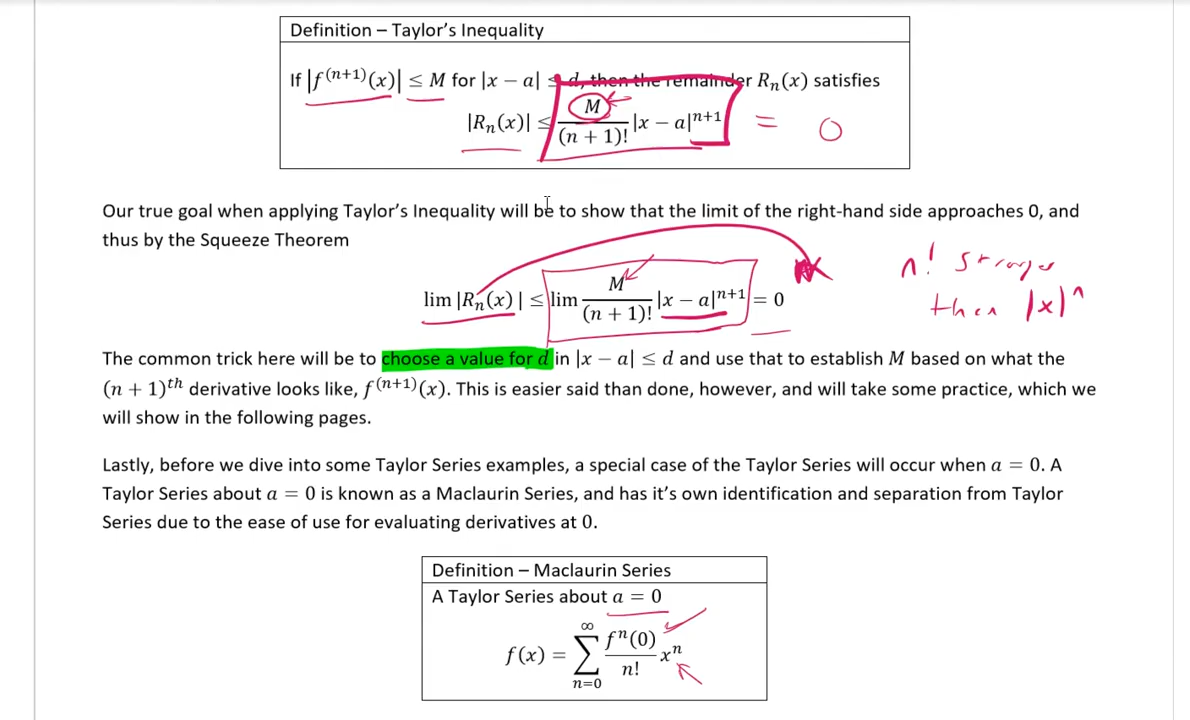 Definition – Taylor's Inequality
If |f^(n+1)(x)| ≤ M for |x − a| ≤ d, then the remainder Rₙ(x) satisfies
|Rₙ(x)| ≤ M/(n + 1)! |x − a|^n+1 = 0
Our true goal when applying Taylor's Inequality will be to show that the limit of the right-hand side approaches 0, and
thus by the Squeeze Theorem
n! stronger
lim |Rₙ(x)| ≤ lim M/(n + 1)! |x − a|^n+1 = 0
then |x|^n
The common trick here will be to choose a value for d in |x − a| ≤ d and use that to establish M based on what the
(n + 1)^th derivative looks like, f^(n+1)(x). This is easier said than done, however, and will take some practice, which we
will show in the following pages.
Lastly, before we dive into some Taylor Series examples, a special case of the Taylor Series will occur when a = 0. A
Taylor Series about a = 0 is known as a Maclaurin Series, and has it's own identification and separation from Taylor
Series due to the ease of use for evaluating derivatives at 0.
Definition – Maclaurin Series
A Taylor Series about a = 0
f(x) = ∑_{n=0}^∞ f^n(0)/n! x^n